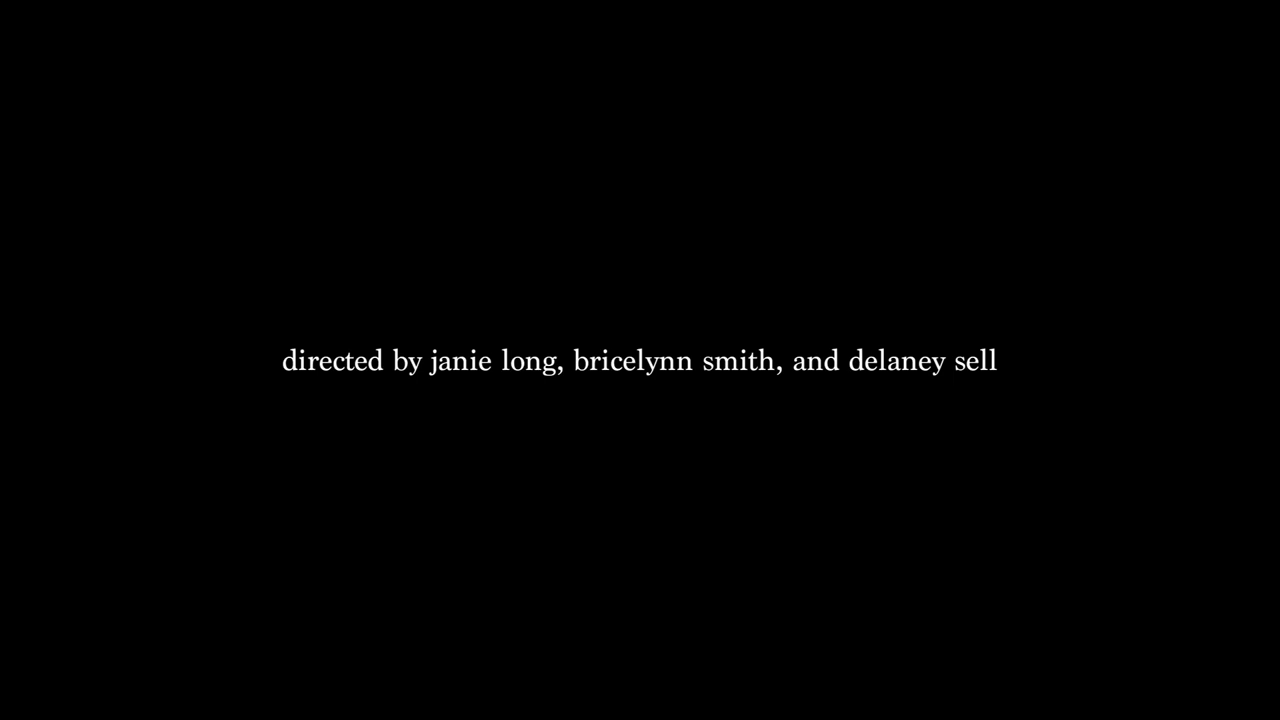 directed by janie long, bricelynn smith, and delaney sell